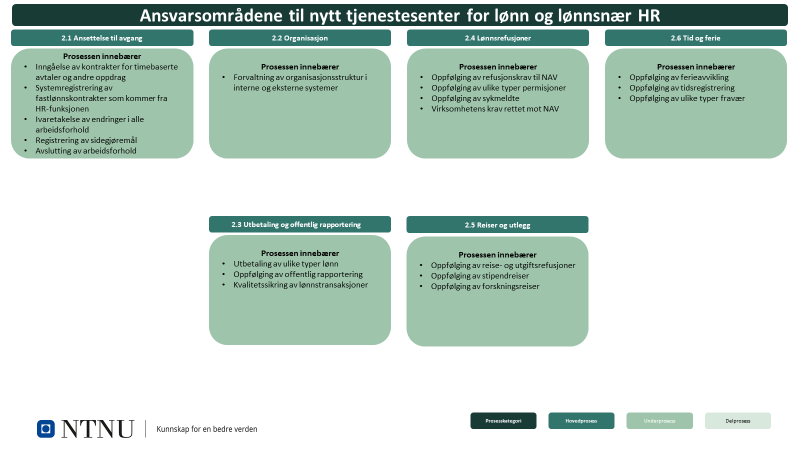 Ansvarsområdene til nytt tjenestesenter for lønn og lønnsnær HR
2.1 Ansettelse til avgang
Prosessen innebærer
• Inngåelse av kontrakter for timebaserte
avtaler og andre oppdrag
• Systemregistrering av
fastlønnskontrakter som kommer fra
HR-funksjonen
• Ivaretakelse av endringer i alle
arbeidsforhold
• Registrering av sidegjøremål
• Avslutting av arbeidsforhold
2.2 Organisasjon
Prosessen innebærer
• Forvaltning av organisasjonsstruktur i
interne og eksterne systemer
2.4 Lønnsrefusjoner
Prosessen innebærer
• Oppfølging av refusjonskrav til NAV
• Oppfølging av ulike typer permisjoner
• Oppfølging av sykmeldte
• Virksomhetens krav rettet mot NAV
2.6 Tid og ferie
Prosessen innebærer
• Oppfølging av ferieavvikling
• Oppfølging av tidsregistrering
• Oppfølging av ulike typer fravær
2.3 Utbetaling og offentlig rapportering
Prosessen innebærer
• Utbetaling av ulike typer lønn
• Oppfølging av offentlig rapportering
• Kvalitetssikring av lønnstransaksjoner
2.5 Reiser og utlegg
Prosessen innebærer
• Oppfølging av reise- og utgiftsrefusjoner
• Oppfølging av stipendreiser
• Oppfølging av forskningsreiser
NTNU
Kunnskap for en bedre verden
Prosesskategori
Hovedprosess
Underprosess
Delprosess